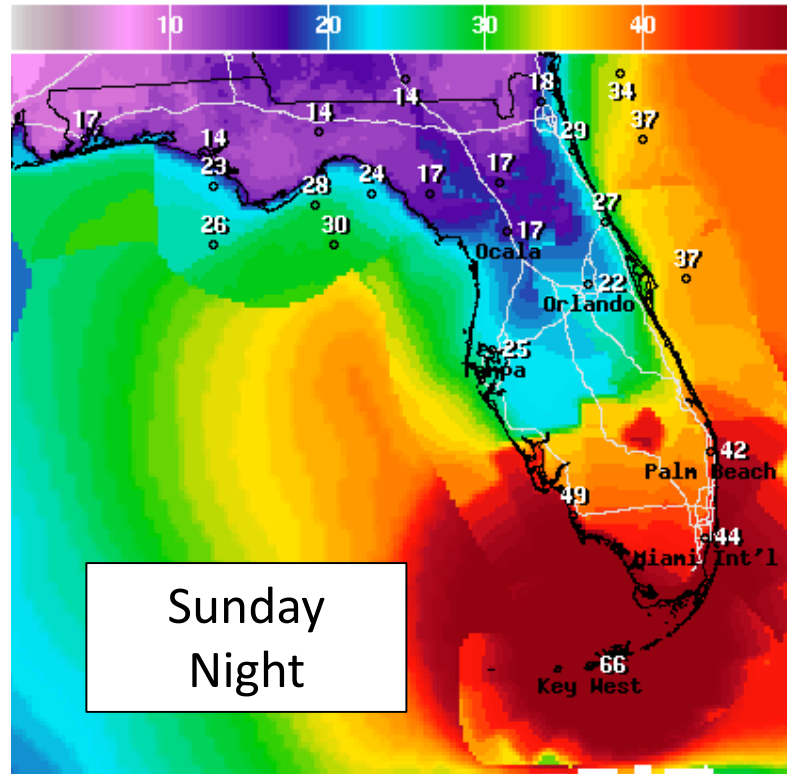 10 20 30 40
18
34
14
17
14
29
37
14
23
28
24
17
17
27
26
30
17
Ocala
37
22
Orlando
25
Tampa
42
Palm Beach
49
44
Miami Int'l
Sunday
Night
66
Key West